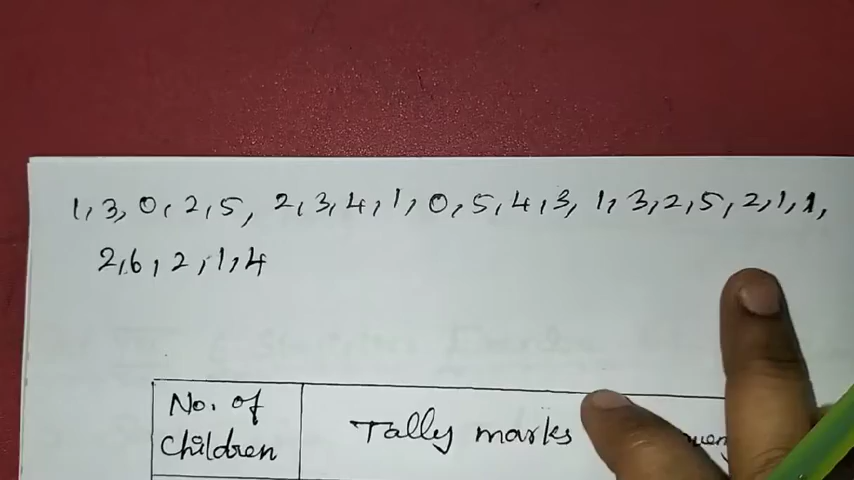 1, 3, 0, 2, 5, 2, 3, 4, 1, 0, 5, 4, 3, 1, 3, 2, 5, 2, 1, 1,
2, 6, 2, 1, 4
No. of
Children
Tally marks